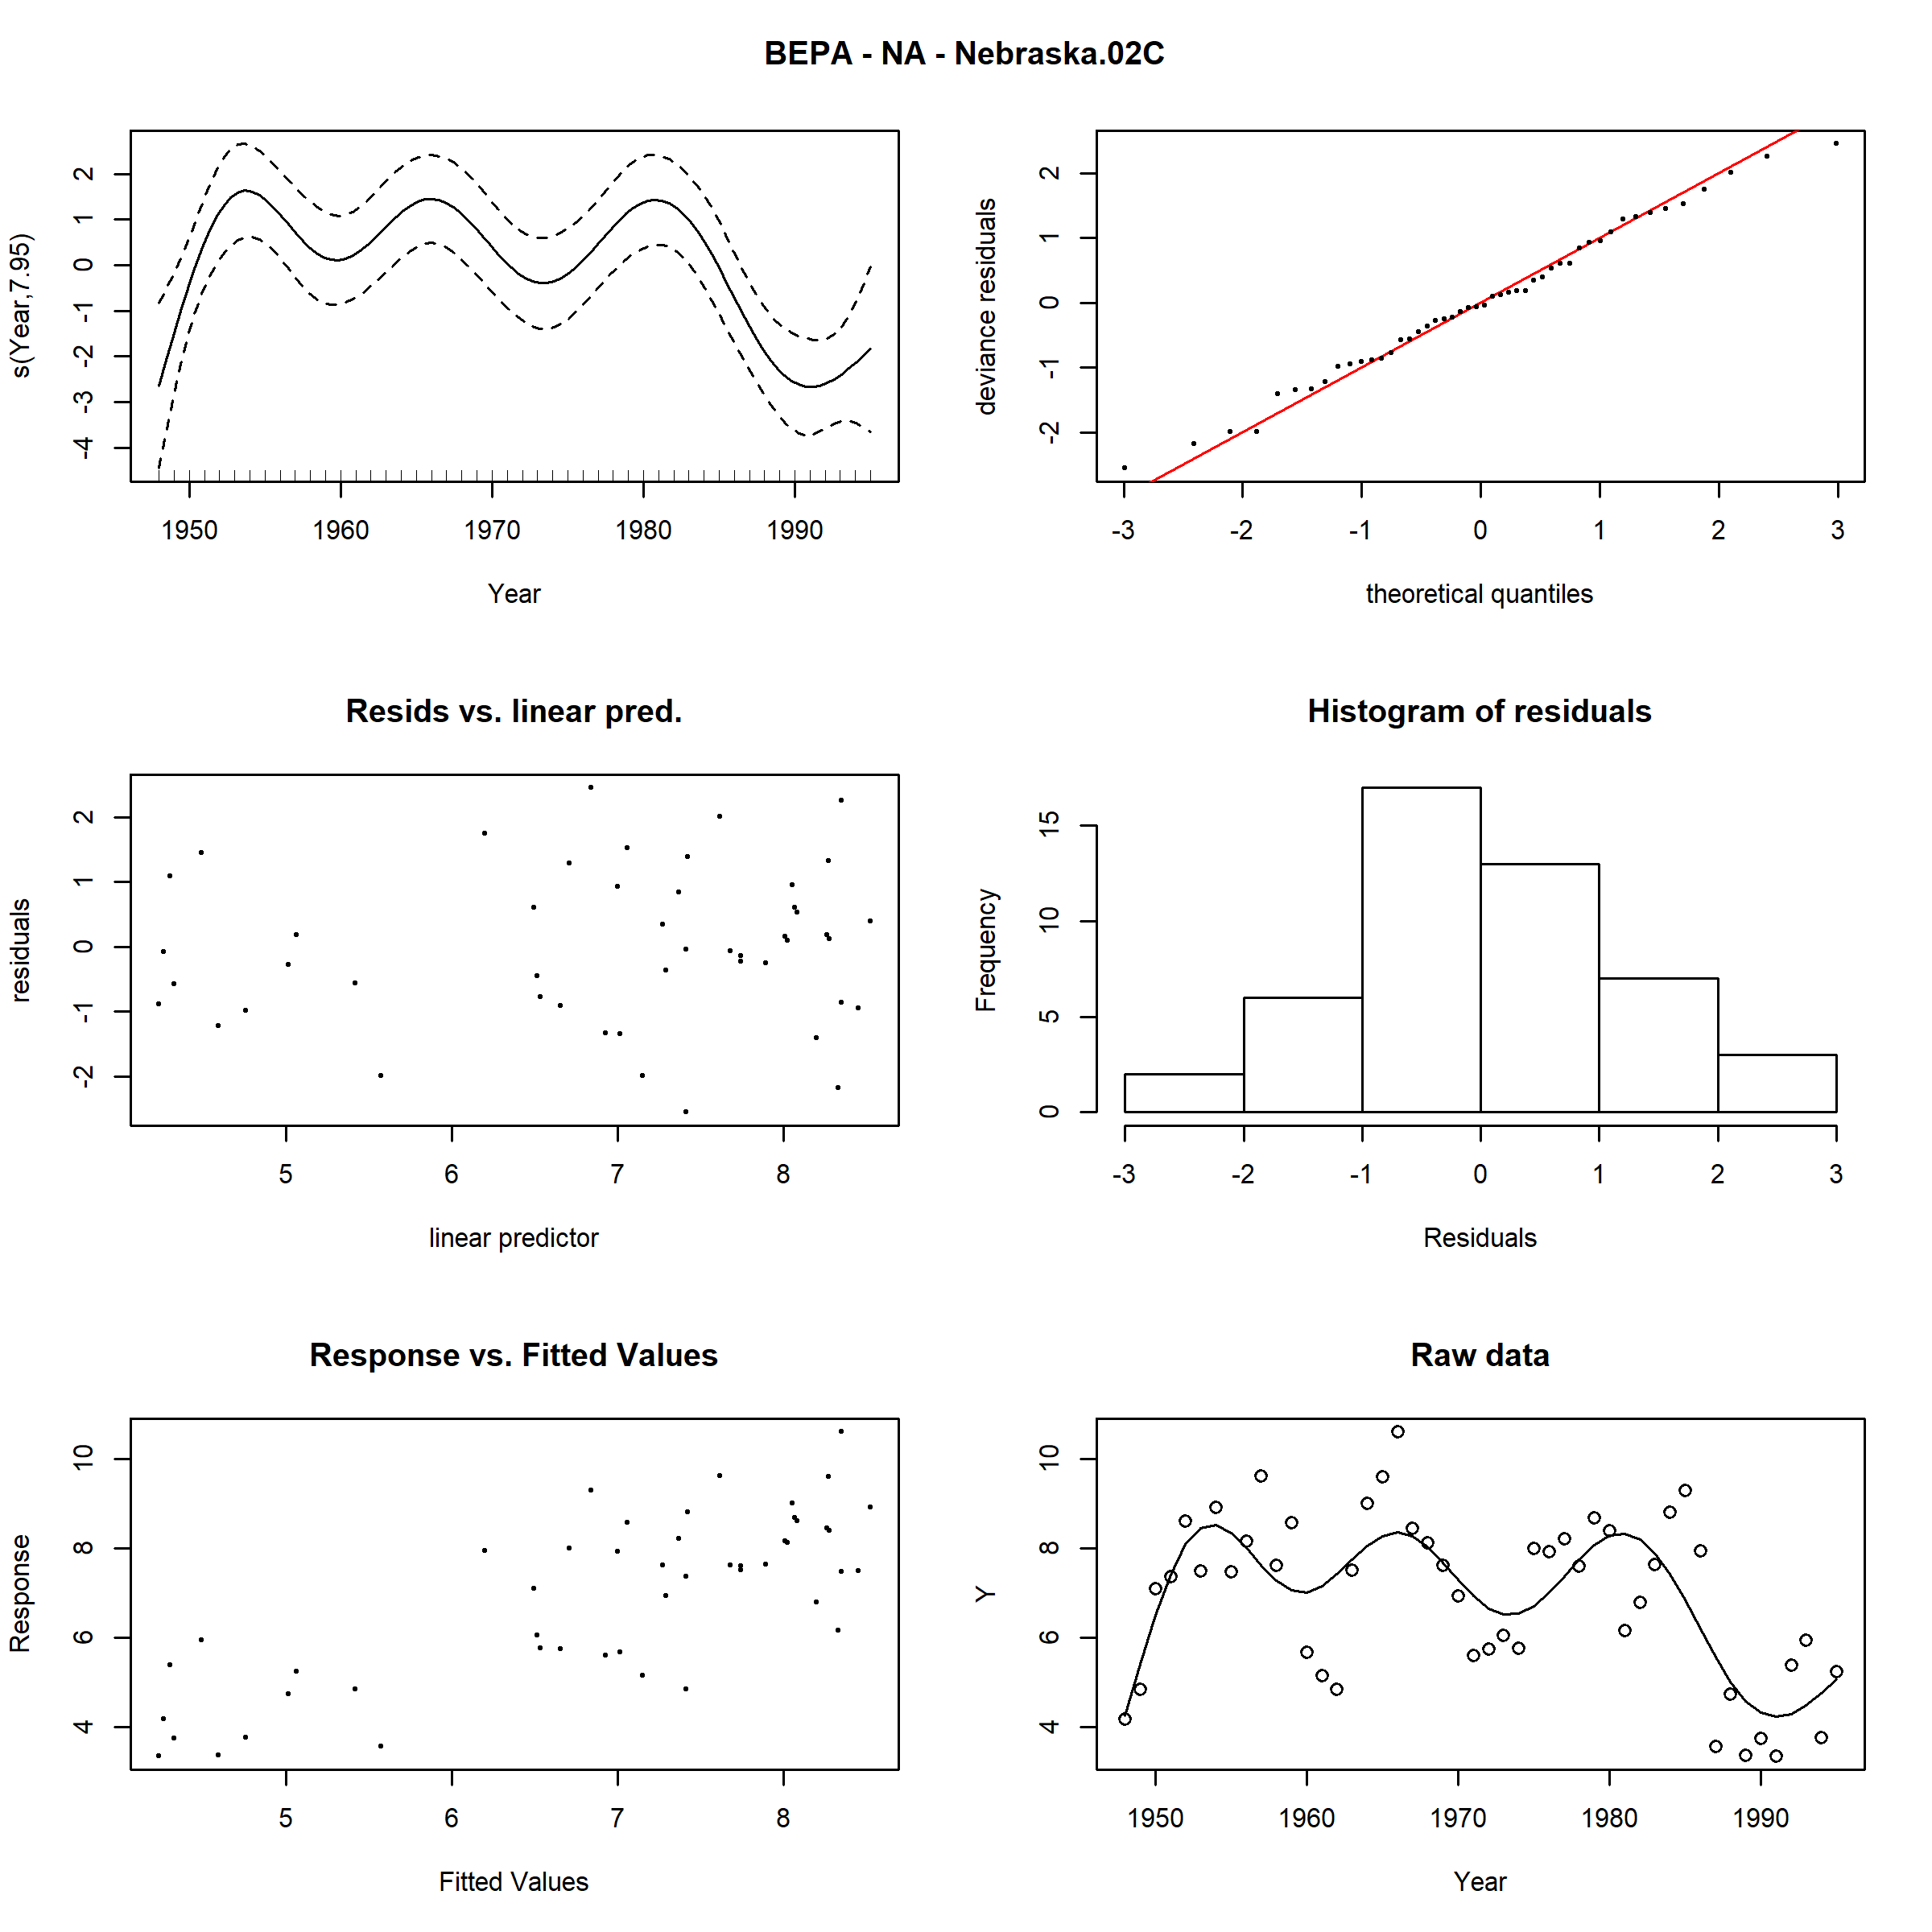 BEPA - NA - Nebraska.02C
s(Year,7.95)
2
1
0
-1
-2
-3
-4
1950 1960 1970 1980 1990
Year
deviance residuals
2
1
0
-1
-2
-3 -2 -1 0 1 2 3
theoretical quantiles
Resids vs. linear pred.
residuals
2
1
0
-1
-2
5 6 7 8
linear predictor
Histogram of residuals
Frequency
15
10
5
0
-3 -2 -1 0 1 2 3
Residuals
Response vs. Fitted Values
Response
10
8
6
4
5 6 7 8
Fitted Values
Raw data
Y
10
8
6
4
1950 1960 1970 1980 1990
Year